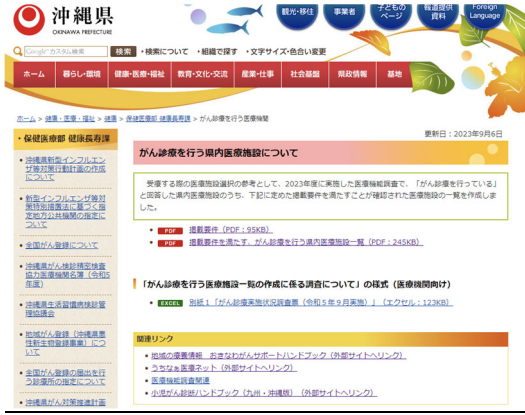 沖縄県
OKINAWA PREFECTURE
観光・移住
事業者
子どもの
ページ
報道提供
資料
Foreign
Language
Google カスタム検索
検索
・検索について
・組織で探す
・文字サイズ・色合い変更
ホーム
暮らし・環境
健康・医療・福祉
教育・文化・交流
産業・仕事
社会基盤
県政情報
基地
ホーム > 健康・医療・福祉 > 健康 > 保健医療部 健康長寿課 > がん診療を行う医療機関
更新日：2023年9月6日
・保健医療部 健康長寿課
がん診療を行う県内医療施設について
• 沖縄県新型インフルエン
ザ等対策行動計画の作成
について
• 新型インフルエンザ等対
策特別措置法に基づく指
定地方公共機関の指定に
ついて
• 全国がん登録について
• 沖縄県がん検診精密検査
協力医療機関名簿（令和5
年度)
• 沖縄県生活習慣病検診管
理協議会
• 地域がん登録（沖縄県悪
性新生物登録事業）につ
いて
• 全国がん登録の届出を行
う診療所の指定について
• 沖縄県がん対策推進計画
受療する際の医療施設選択の参考として、2023年度に実施した医療機能調査で、「がん診療を行っている」
と回答した県内医療施設のうち、下記に定めた掲載要件を満たすことが確認された医療施設の一覧を作成しま
した。
• PDF 掲載要件（PDF：95KB）
• PDF 掲載要件を満たす、がん診療を行う県内医療施設一覧（PDF：245KB）
「がん診療を行う医療施設一覧の作成に係る調査について」の様式（医療機関向け）
• EXCEL 別紙１「がん診療実施状況調査票（令和５年９月実施）」（エクセル：123KB）
関連リンク
• 地域の療養情報　おきなわがんサポートハンドブック（外部サイトへリンク）
• うちなぁ医療ネット（外部サイトへリンク）
• 医療機能調査関連
• 小児がん診断ハンドブック（九州・沖縄版）（外部サイトへリンク）